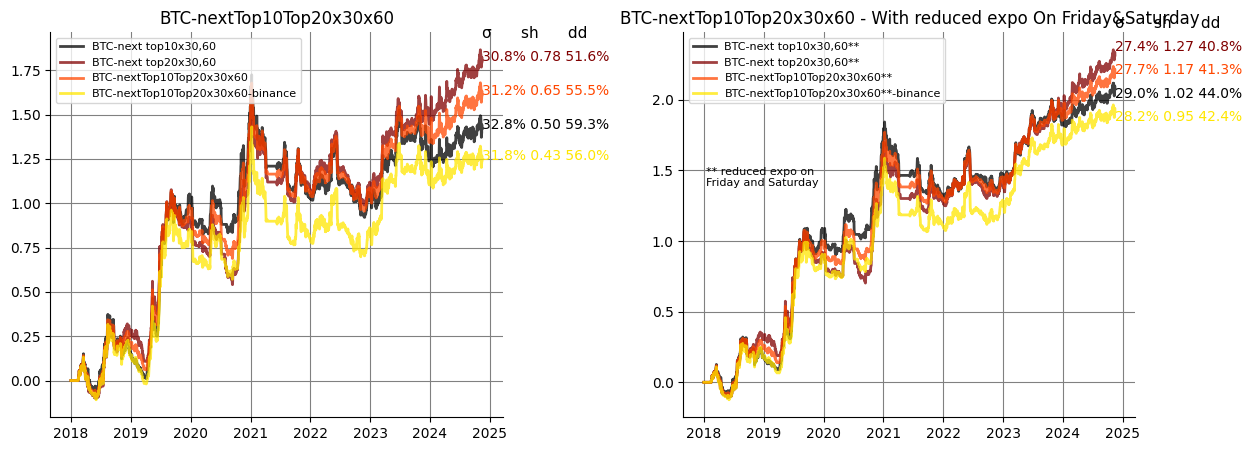 BTC-nextTop10Top20x30x60
σ sh dd
BTC-next top10x30,60
BTC-next top20x30,60
BTC-nextTop10Top20x30x60
BTC-nextTop10Top20x30x60-binance
30.8% 0.78 51.6%
31.2% 0.65 55.5%
32.8% 0.50 59.3%
31.8% 0.43 56.0%
1.75
1.50
1.25
1.00
0.75
0.50
0.25
0.00
2018 2019 2020 2021 2022 2023 2024 2025
BTC-nextTop10Top20x30x60 - With reduced expo On Friday&Saturday
σ sh dd
BTC-next top10x30,60**
BTC-next top20x30,60**
BTC-nextTop10Top20x30x60**
BTC-nextTop10Top20x30x60**-binance
27.4% 1.27 40.8%
27.7% 1.17 41.3%
29.0% 1.02 44.0%
28.2% 0.95 42.4%
** reduced expo on
Friday and Saturday
2.0
1.5
1.0
0.5
0.0
2018 2019 2020 2021 2022 2023 2024 2025